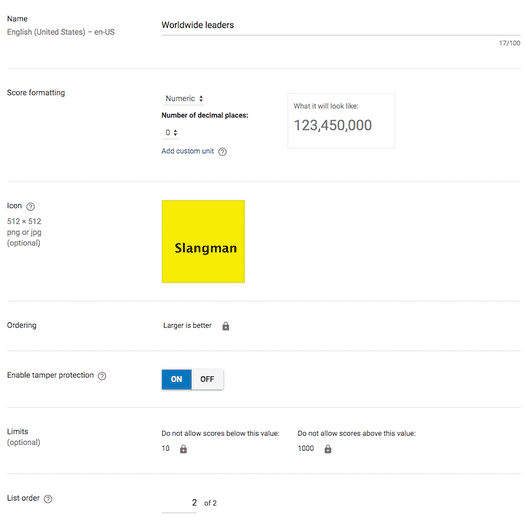 Name
English (United States) – en-US
Worldwide leaders
17/100
Score formatting
Numeric
Number of decimal places:
0
Add custom unit
What it will look like:
123,450,000
Icon
512 × 512
png or jpg
(optional)
Slangman
Ordering
Larger is better
Enable tamper protection
ON OFF
Limits
(optional)
Do not allow scores below this value:
10
Do not allow scores above this value:
1000
List order
2 of 2